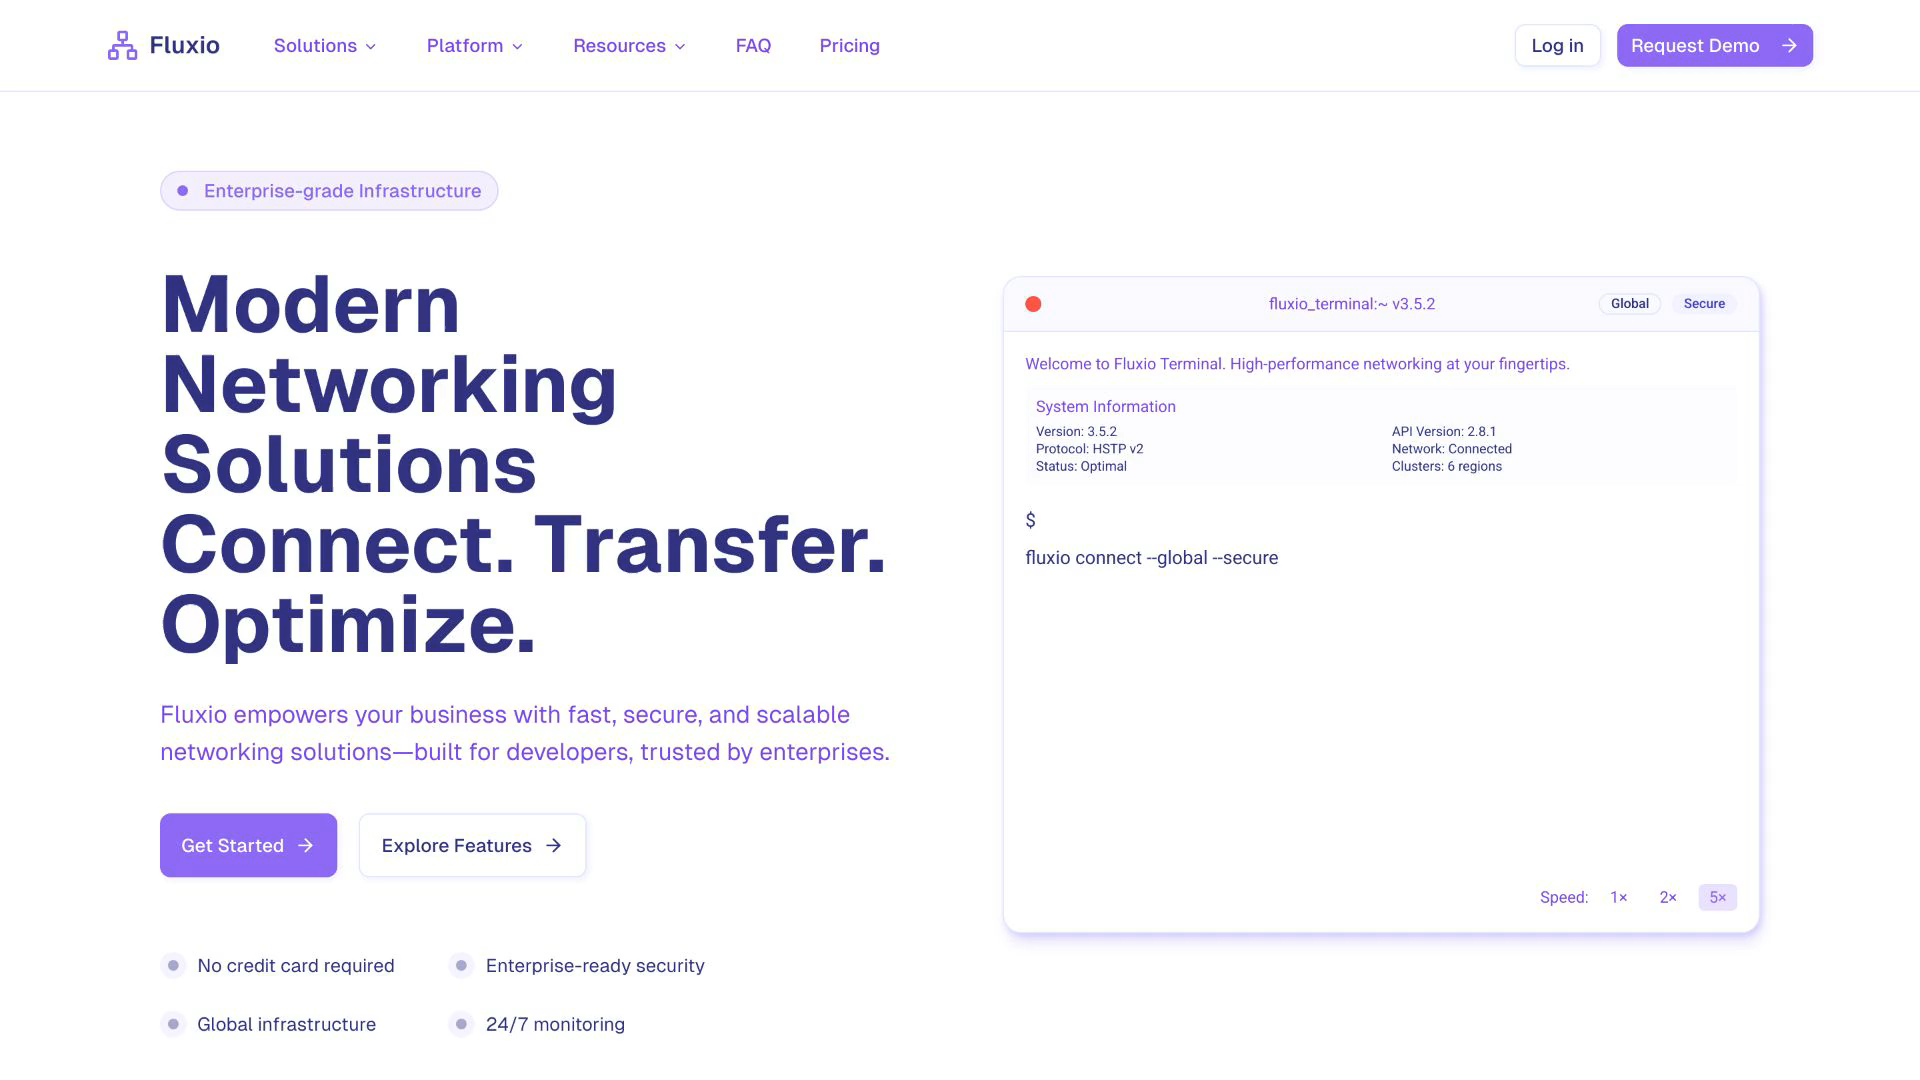 Fluxio
Solutions
Platform
Resources
FAQ
Pricing
Log in
Request Demo
Enterprise-grade Infrastructure
Modern
Networking
Solutions
Connect. Transfer.
Optimize.
Fluxio empowers your business with fast, secure, and scalable
networking solutions—built for developers, trusted by enterprises.
Get Started
Explore Features
No credit card required
Enterprise-ready security
Global infrastructure
24/7 monitoring
fluxio_terminal:~ v3.5.2
Global
Secure
Welcome to Fluxio Terminal. High-performance networking at your fingertips.
System Information
Version: 3.5.2
API Version: 2.8.1
Protocol: HSTP v2
Network: Connected
Status: Optimal
Clusters: 6 regions
$
fluxio connect --global --secure
Speed: 1× 2× 5×